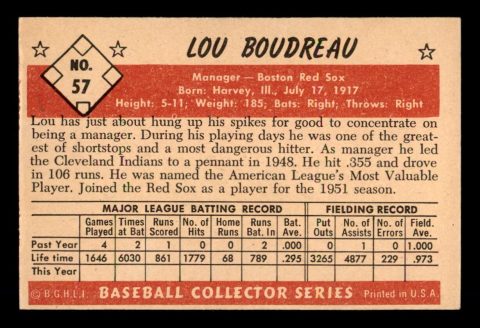 LOU BOUDREAU
NO.
57
Manager — Boston Red Sox
Born: Harvey, Ill., July 17, 1917
Height: 5-11; Weight: 185; Bats: Right; Throws: Right
Lou has just about hung up his spikes for good to concentrate on
being a manager. During his playing days he was one of the great-
est of shortstops and a most dangerous hitter. As manager he led
the Cleveland Indians to a pennant in 1948. He hit .355 and drove
in 106 runs. He was named the American League's Most Valuable
Player. Joined the Red Sox as a player for the 1951 season.
MAJOR LEAGUE BATTING RECORD FIELDING RECORD
Games Times Runs No. of Home Runs Bat. Put No. of No. of Field.
Played at Bat Scored Hits Runs Bat. In Ave. Outs Assists Errors Ave.
Past Year 4 2 1 0 - 2 .000 0 1 0 1.000
Life time 1646 6030 861 1779 68 789 .295 3265 4877 229 .973
This Year
© B.G.H.L.I. BASEBALL COLLECTOR SERIES Printed in U.S.A.